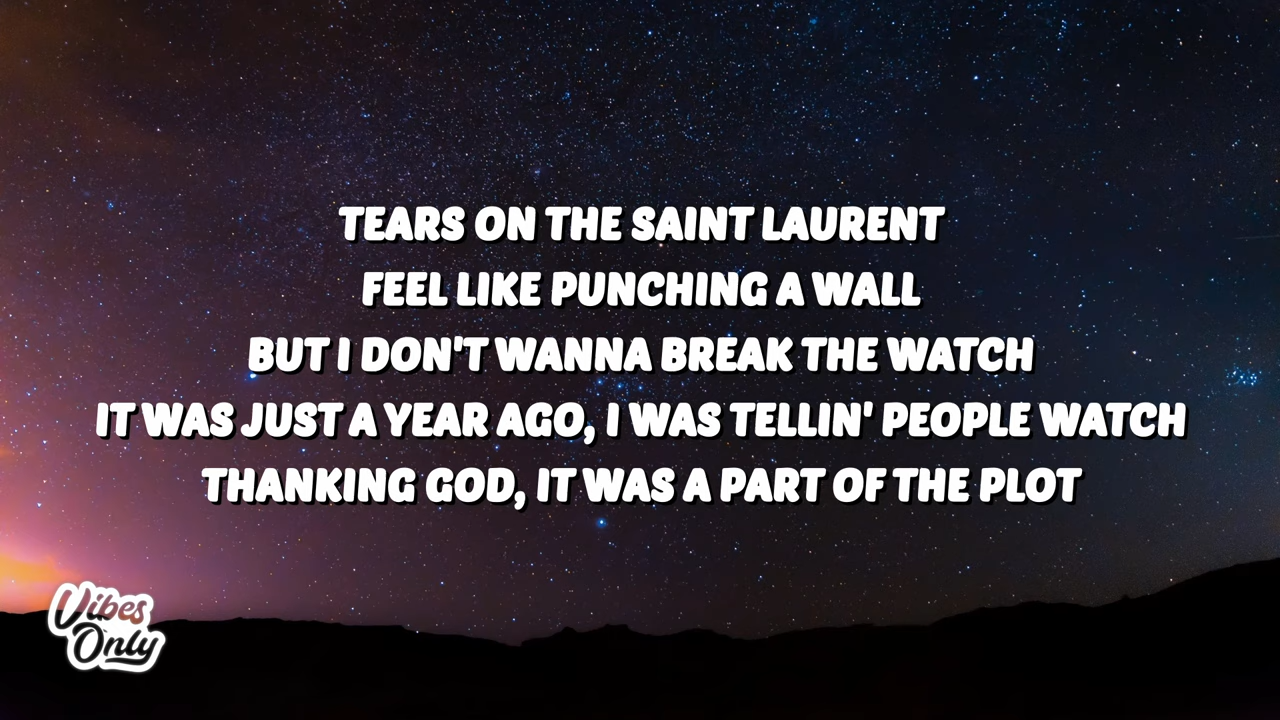 TEARS ON THE SAINT LAURENT
FEEL LIKE PUNCHING A WALL
BUT I DON'T WANNA BREAK THE WATCH
IT WAS JUST A YEAR AGO, I WAS TELLIN' PEOPLE WATCH
THANKING GOD, IT WAS A PART OF THE PLOT
Vibes
Only